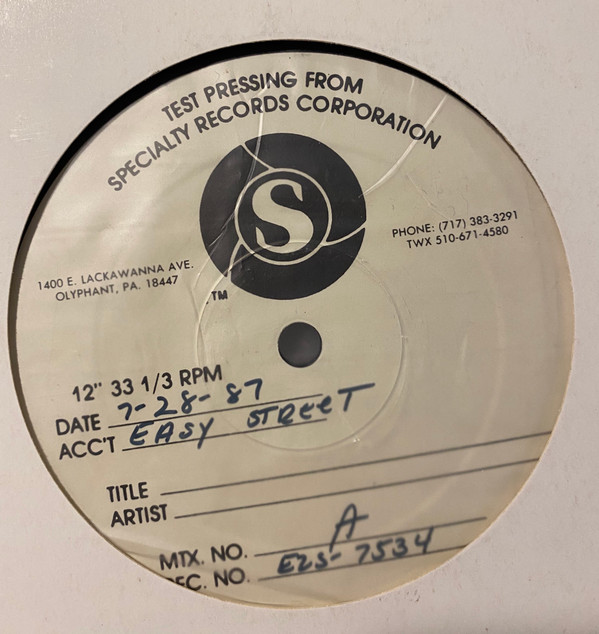 TEST PRESSING FROM
SPECIALTY RECORDS CORPORATION
S
PHONE: (717) 383-3291
TWX 510-671-4580
1400 E. LACKAWANNA AVE.
OLYPHANT, PA. 18447
TM
12" 33 1/3 RPM
DATE 7-28-87
ACC'T EASY STREET
TITLE
ARTIST
MTX. NO. A
EC. NO. EZS-7534